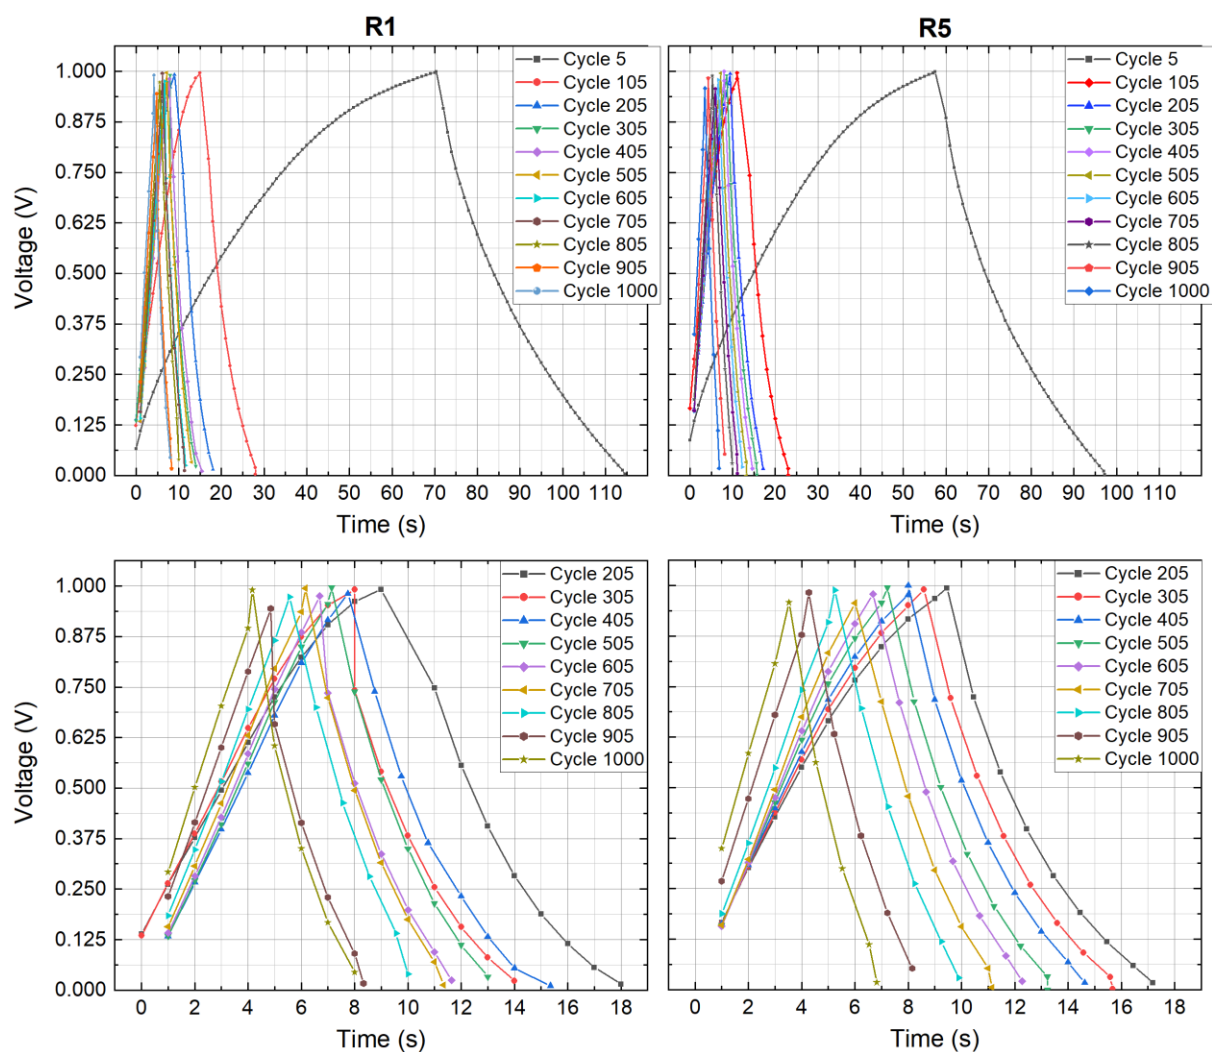 R1
R5
1.000
0.875
0.750
0.625
0.500
0.375
0.250
0.125
0.000
Voltage (V)
Cycle 5
Cycle 105
Cycle 205
Cycle 305
Cycle 405
Cycle 505
Cycle 605
Cycle 705
Cycle 805
Cycle 905
Cycle 1000
0 10 20 30 40 50 60 70 80 90 100 110
Time (s)
Cycle 5
Cycle 105
Cycle 205
Cycle 305
Cycle 405
Cycle 505
Cycle 605
Cycle 705
Cycle 805
Cycle 905
Cycle 1000
0 10 20 30 40 50 60 70 80 90 100 110
Time (s)
1.000
0.875
0.750
0.625
0.500
0.375
0.250
0.125
0.000
Voltage (V)
Cycle 205
Cycle 305
Cycle 405
Cycle 505
Cycle 605
Cycle 705
Cycle 805
Cycle 905
Cycle 1000
0 2 4 6 8 10 12 14 16 18
Time (s)
Cycle 205
Cycle 305
Cycle 405
Cycle 505
Cycle 605
Cycle 705
Cycle 805
Cycle 905
Cycle 1000
0 2 4 6 8 10 12 14 16 18
Time (s)